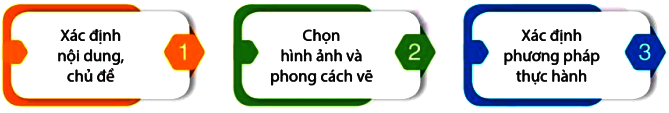 Xác định
nội dung,
chủ đề
1
Chọn
hình ảnh và
phong cách vẽ
2
Xác định
phương pháp
thực hành
3